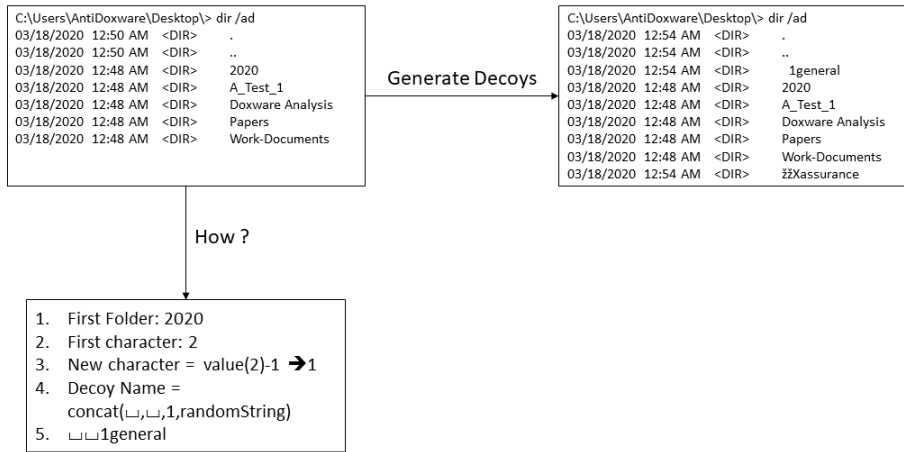 C:\Users\AntiDoxware\Desktop\> dir /ad
03/18/2020 12:50 AM <DIR> .
03/18/2020 12:50 AM <DIR> ..
03/18/2020 12:48 AM <DIR> 2020
03/18/2020 12:48 AM <DIR> A_Test_1
03/18/2020 12:48 AM <DIR> Doxware Analysis
03/18/2020 12:48 AM <DIR> Papers
03/18/2020 12:48 AM <DIR> Work-Documents
Generate Decoys
C:\Users\AntiDoxware\Desktop\> dir /ad
03/18/2020 12:54 AM <DIR> .
03/18/2020 12:54 AM <DIR> ..
03/18/2020 12:54 AM <DIR> 1general
03/18/2020 12:48 AM <DIR> 2020
03/18/2020 12:48 AM <DIR> A_Test_1
03/18/2020 12:48 AM <DIR> Doxware Analysis
03/18/2020 12:48 AM <DIR> Papers
03/18/2020 12:48 AM <DIR> Work-Documents
03/18/2020 12:54 AM <DIR> žžXassurance
How ?
1. First Folder: 2020
2. First character: 2
3. New character = value(2)-1 ➔1
4. Decoy Name =
concat(⎵,⎵,1,randomString)
5. ⎵⎵1general